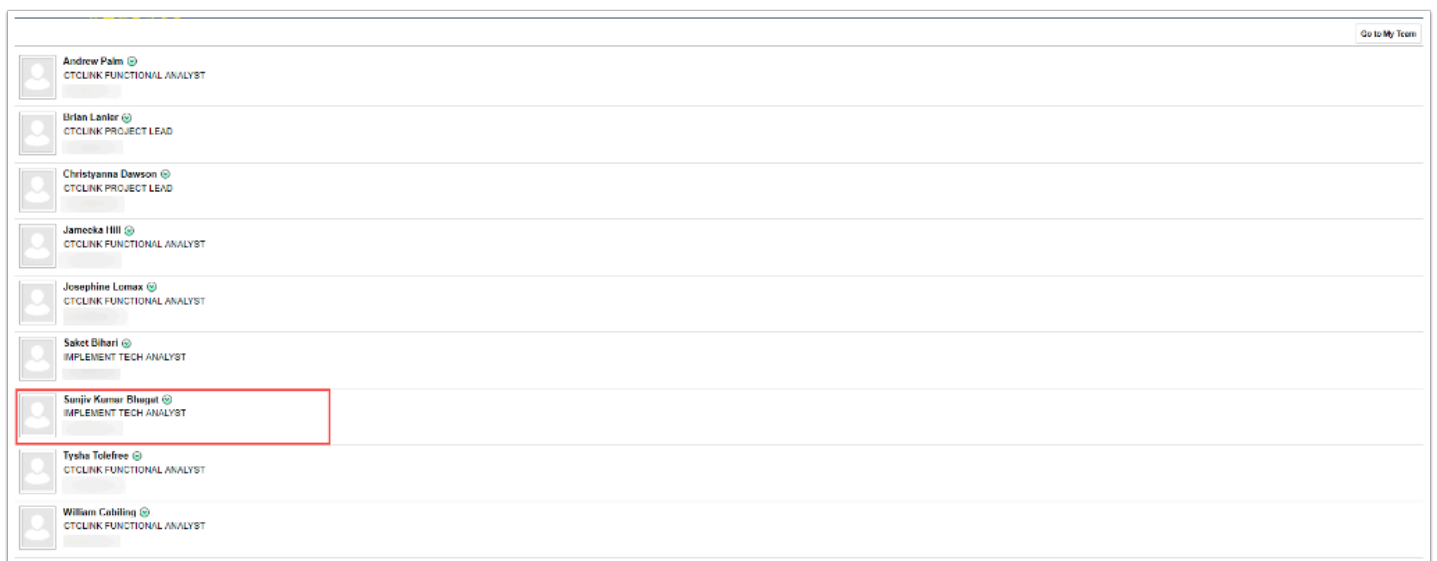 Go to My Team
Andrew Palm
CTCLINK FUNCTIONAL ANALYST
Brian Lanier
CTCLINK PROJECT LEAD
Christyanna Dawson
CTCLINK PROJECT LEAD
Jamecka Hill
CTCLINK FUNCTIONAL ANALYST
Josephine Lomax
CTCLINK FUNCTIONAL ANALYST
Saket Bihari
IMPLEMENT TECH ANALYST
Sunjiv Kumar Bhagat
IMPLEMENT TECH ANALYST
Tysha Tolefree
CTCLINK FUNCTIONAL ANALYST
William Cabiling
CTCLINK FUNCTIONAL ANALYST